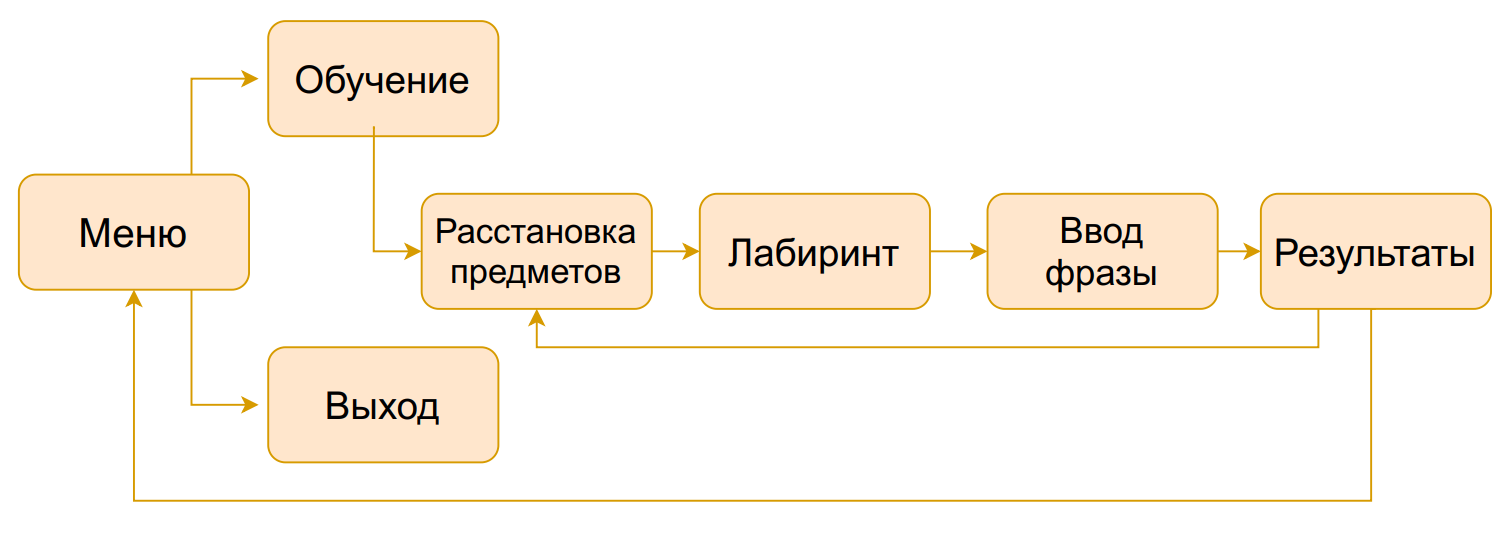 Обучение
Меню
Расстановка
предметов
Лабиринт
Ввод
фразы
Результаты
Выход